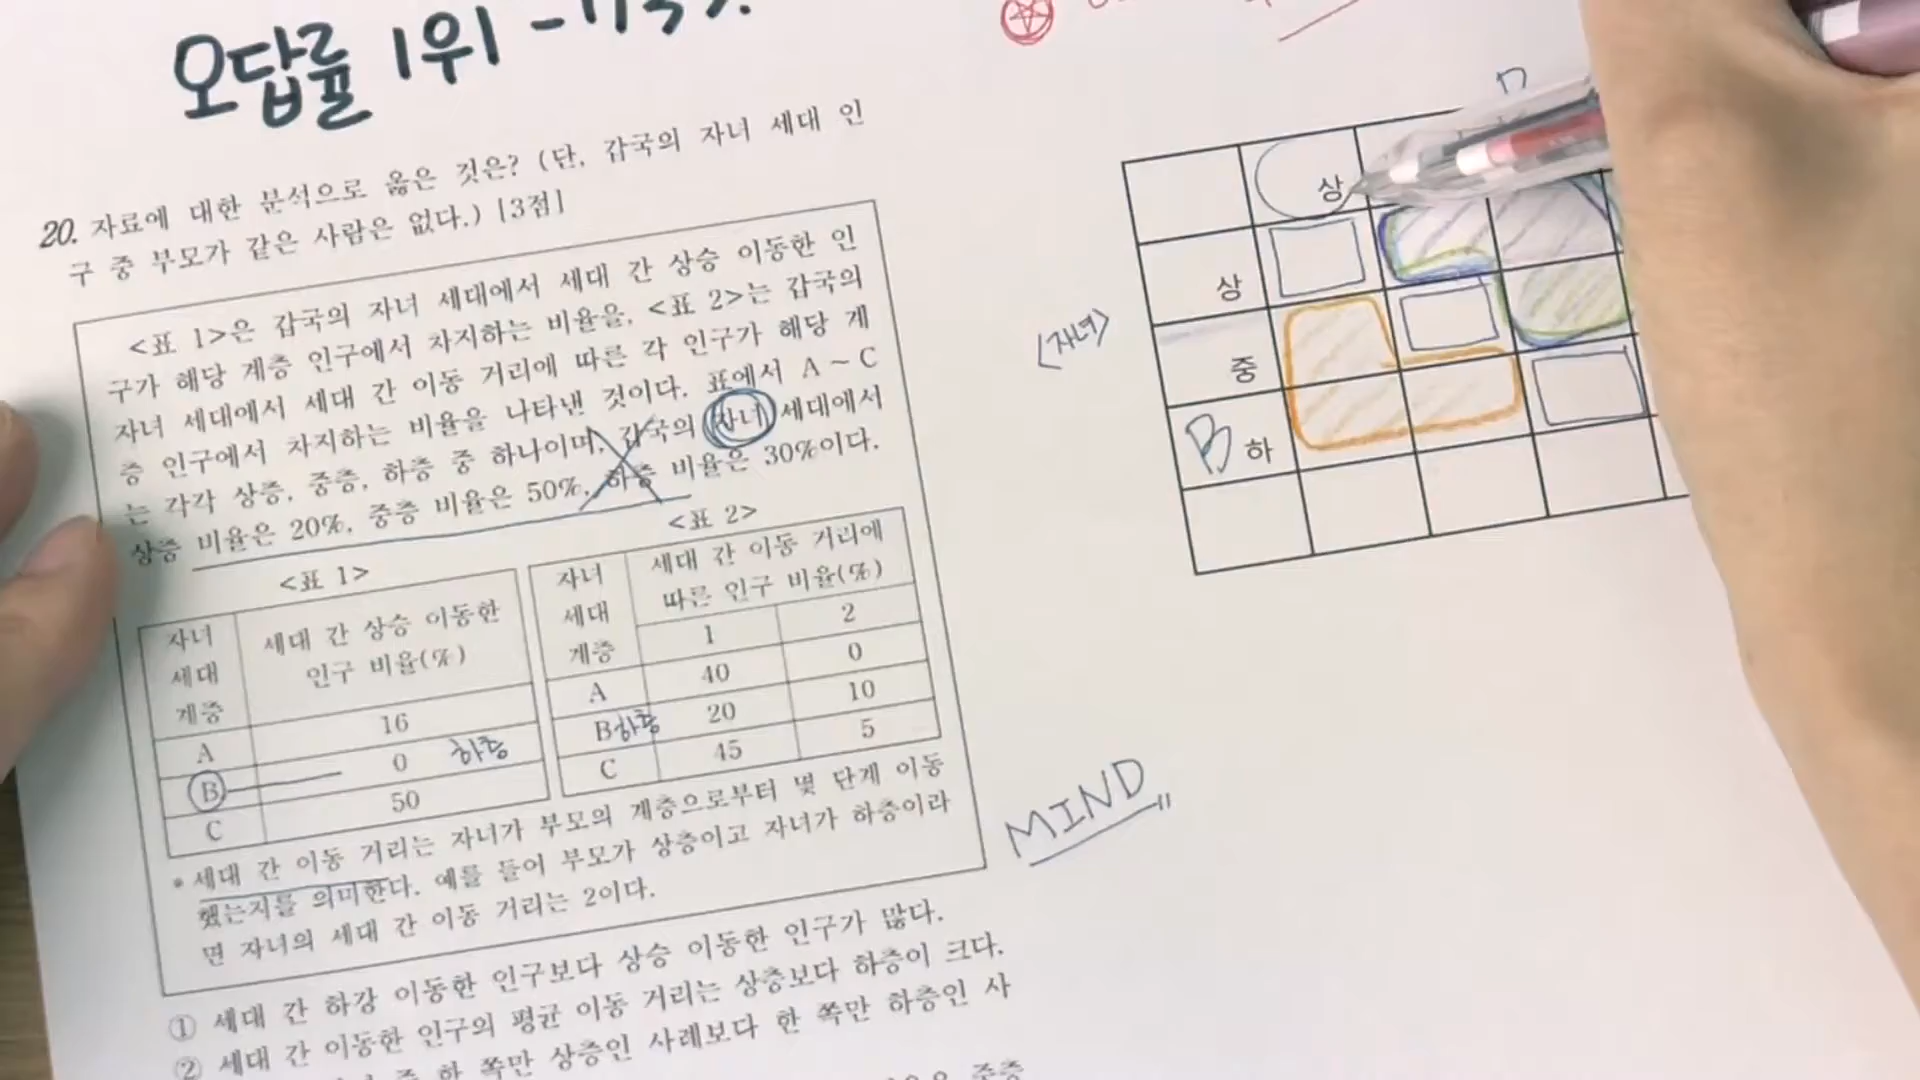 오답률 1위
20. 자료에 대한 분석으로 옳은 것은? (단, 갑국의 자녀 세대 인
구 중 부모가 같은 사람은 없다.) [3점]
<표 1>은 갑국의 자녀 세대에서 세대 간 상승 이동한 인
구가 해당 계층 인구에서 차지하는 비율을, <표 2>는 갑국의
자녀 세대에서 세대 간 이동 거리에 따른 각 인구가 해당 계
층 인구에서 차지하는 비율을 나타낸 것이다. 표에서 A ~ C
는 각각 상층, 중층, 하층 중 하나이며, 갑국의 자녀 세대에서
상층 비율은 20%, 중층 비율은 50%, 하층 비율은 30%이다.
<표 1>
자녀 세대 계층
세대 간 상승 이동한
인구 비율(%)
A 16
B 0 하층
C 50
<표 2>
자녀 세대 계층
세대 간 이동 거리에
따른 인구 비율(%)
1 2
A 40 0
B 하층 20 10
C 45 5
* 세대 간 이동 거리는 자녀가 부모의 계층으로부터 몇 단계 이동
했는지를 의미한다. 예를 들어 부모가 상층이고 자녀가 하층이라
면 자녀의 세대 간 이동 거리는 2이다.
① 세대 간 하강 이동한 인구보다 상승 이동한 인구가 많다.
② 세대 간 이동한 인구의 평균 이동 거리는 상층보다 하층이 크다.
한 쪽만 상층인 사례보다 한 쪽만 하층인 사
상
<자녀>
상
중
B 하
MIND